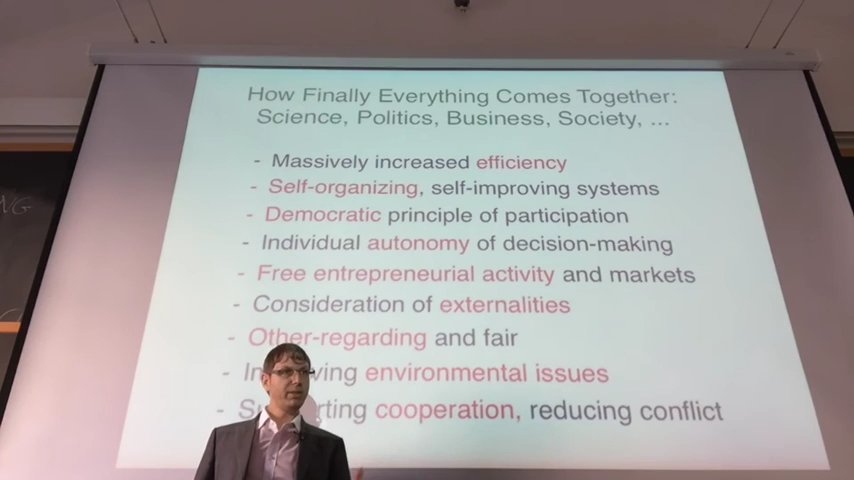 How Finally Everything Comes Together:
Science, Politics, Business, Society, ...
- Massively increased efficiency
- Self-organizing, self-improving systems
- Democratic principle of participation
- Individual autonomy of decision-making
- Free entrepreneurial activity and markets
- Consideration of externalities
- Other-regarding and fair
- environmental issues
- cooperation, reducing conflict